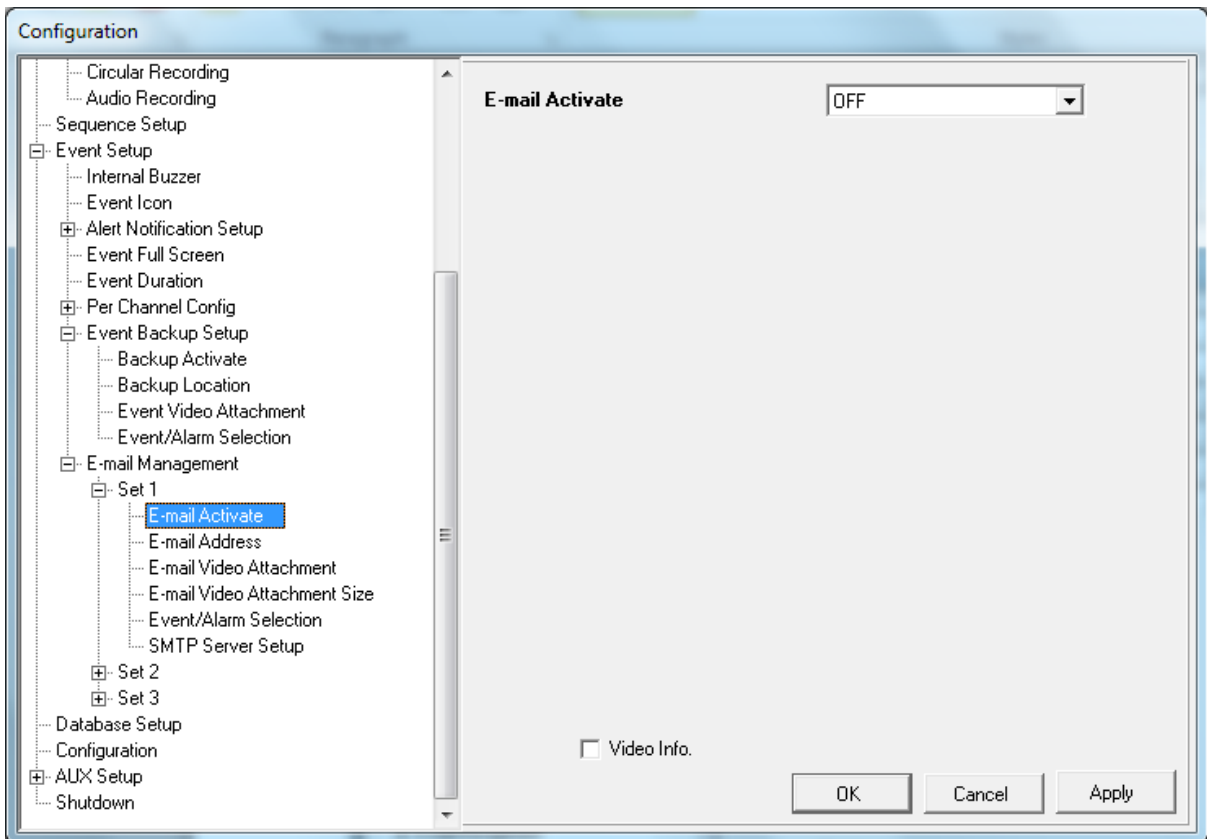 Configuration
Circular Recording
Audio Recording
Sequence Setup
Event Setup
Internal Buzzer
Event Icon
Alert Notification Setup
Event Full Screen
Event Duration
Per Channel Config
Event Backup Setup
Backup Activate
Backup Location
Event Video Attachment
Event/Alarm Selection
E-mail Management
Set 1
E-mail Activate
E-mail Address
E-mail Video Attachment
E-mail Video Attachment Size
Event/Alarm Selection
SMTP Server Setup
Set 2
Set 3
Database Setup
Configuration
AUX Setup
Shutdown
E-mail Activate
OFF
Video Info.
OK
Cancel
Apply